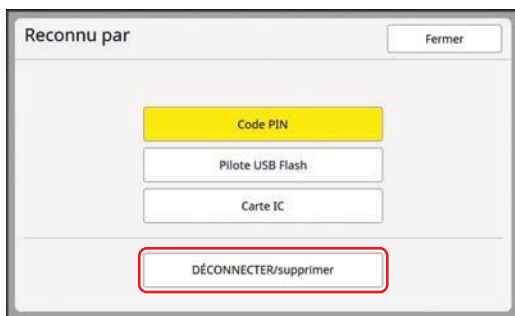 Reconnu par
Fermer
Code PIN
Pilote USB Flash
Carte IC
DÉCONNECTER/supprimer